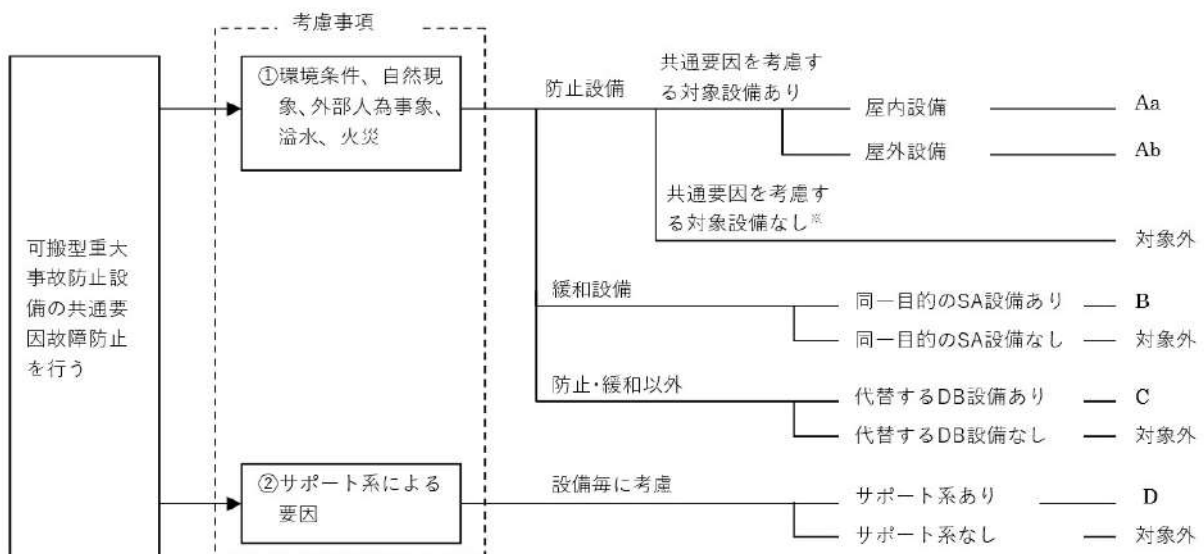 考慮事項
可搬型重大
事故防止設
備の共通要
因故障防止
を行う
①環境条件、自然現
象、外部人為事象、
溢水、火災
防止設備
共通要因を考慮す
る対象設備あり
屋内設備
Aa
屋外設備
Ab
共通要因を考慮す
る対象設備なし※
対象外
緩和設備
同一目的のSA設備あり
B
同一目的のSA設備なし
対象外
防止・緩和以外
代替するDB設備あり
C
代替するDB設備なし
対象外
②サポート系による
要因
設備毎に考慮
サポート系あり
D
サポート系なし
対象外